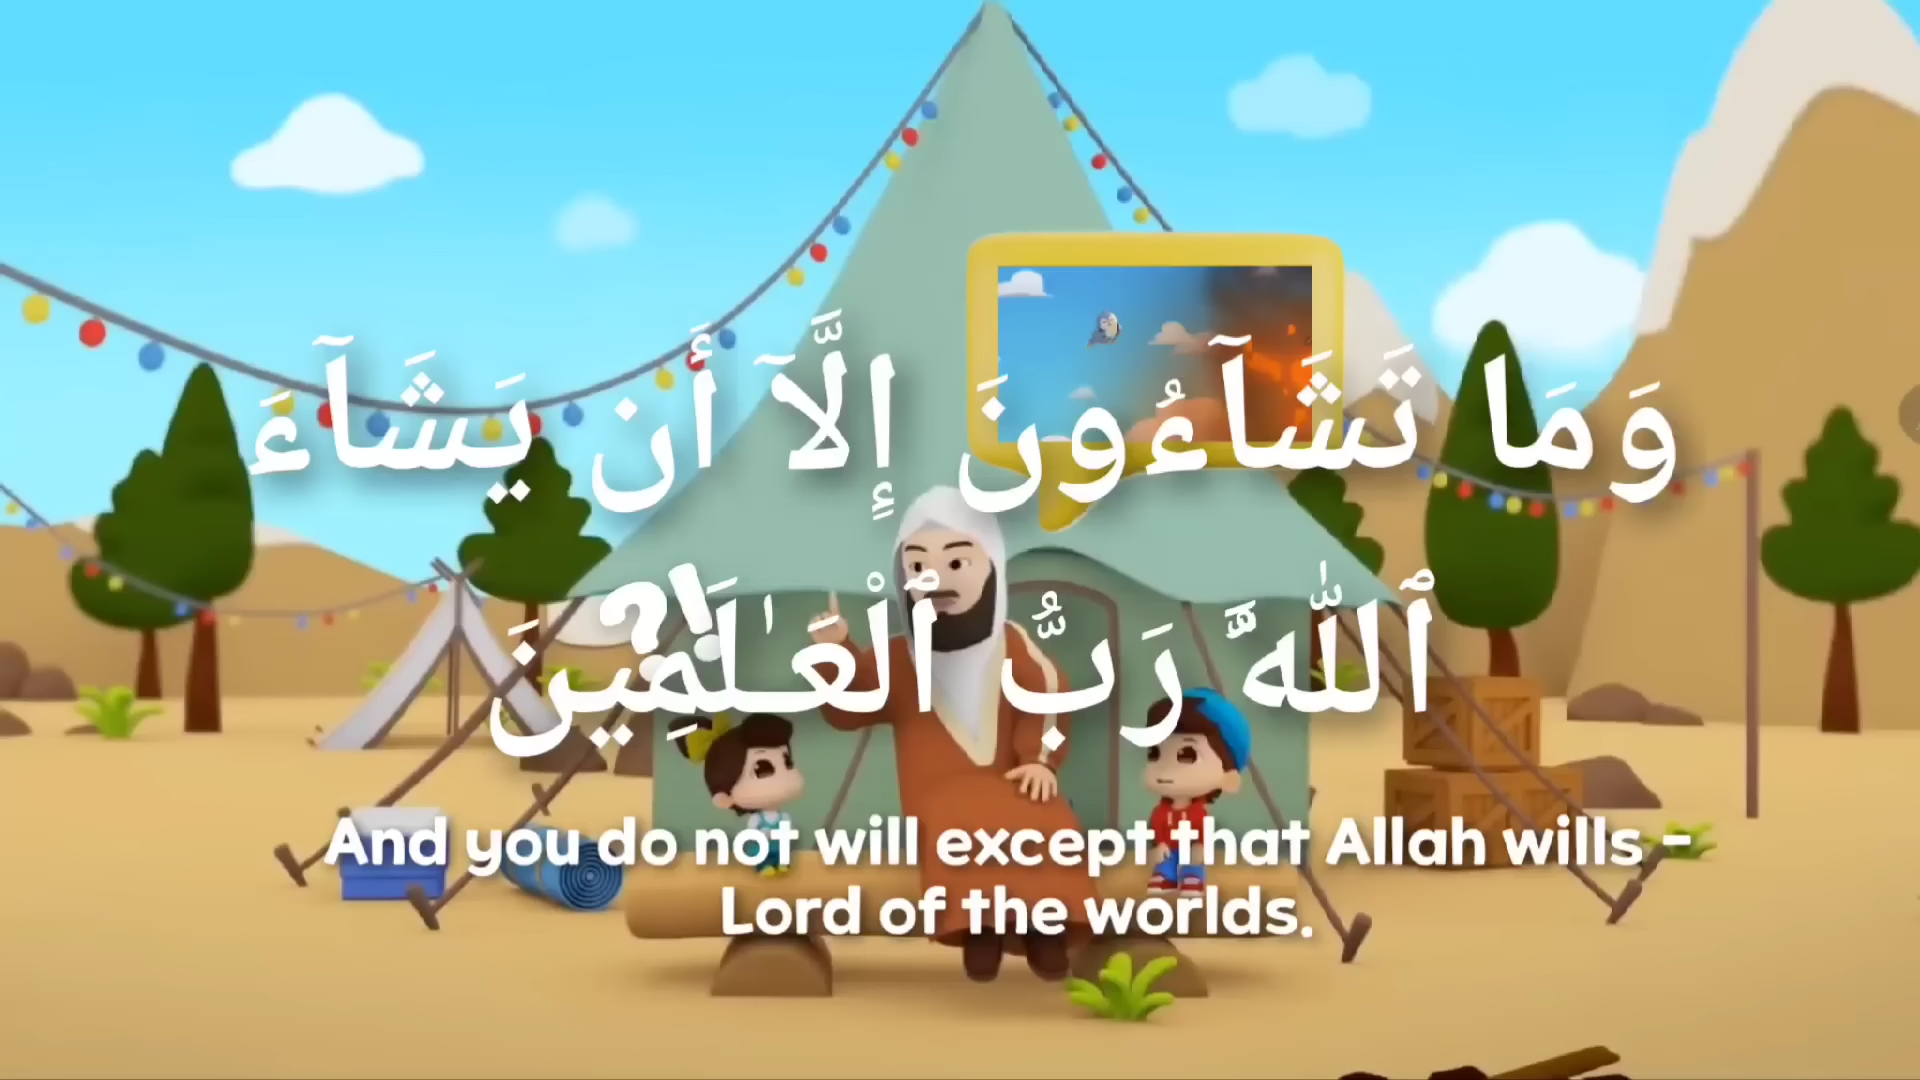 وَمَا تَشَآءُونَ إِلَّآ أَن يَشَآءَ
ٱللَّهُ رَبُّ ٱلْعَـٰلَمِينَ
?!
And you do not will except that Allah wills -
Lord of the worlds.